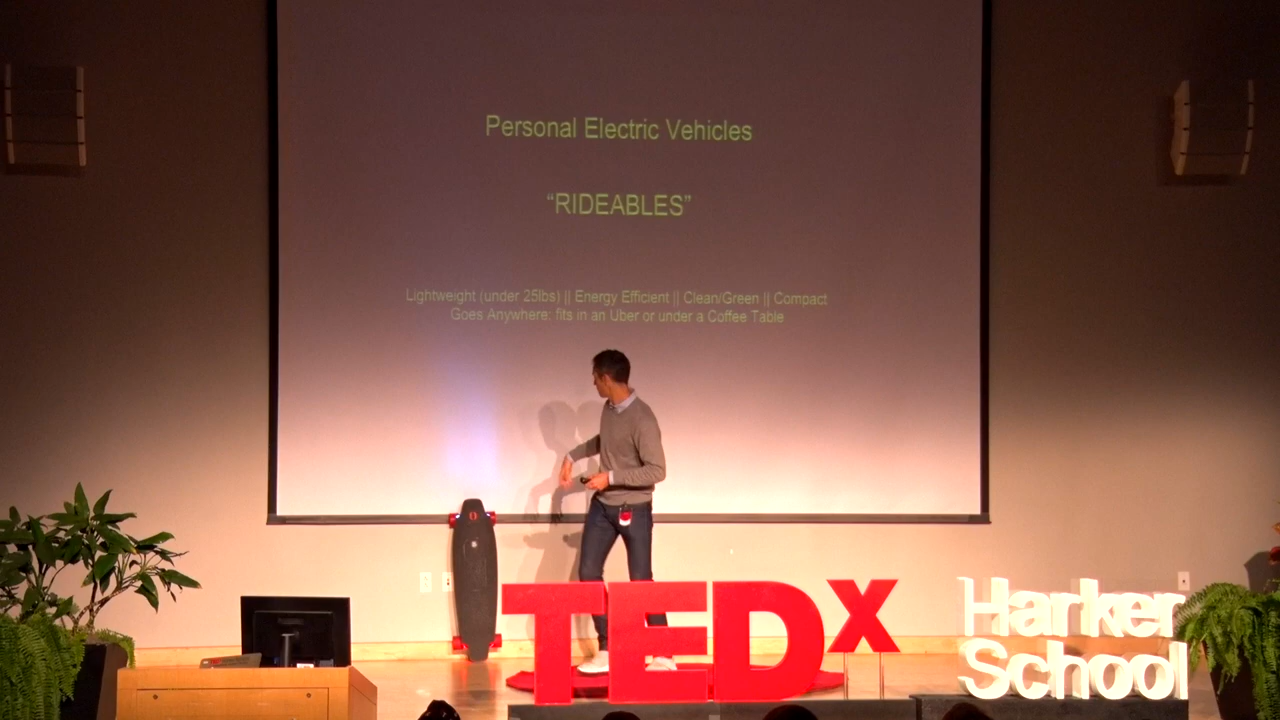 Personal Electric Vehicles
“RIDEABLES”
Lightweight (under 25lbs) || Energy Efficient || Clean/Green || Compact
Goes Anywhere: fits in an Uber or under a Coffee Table
TEDx
Harker
School